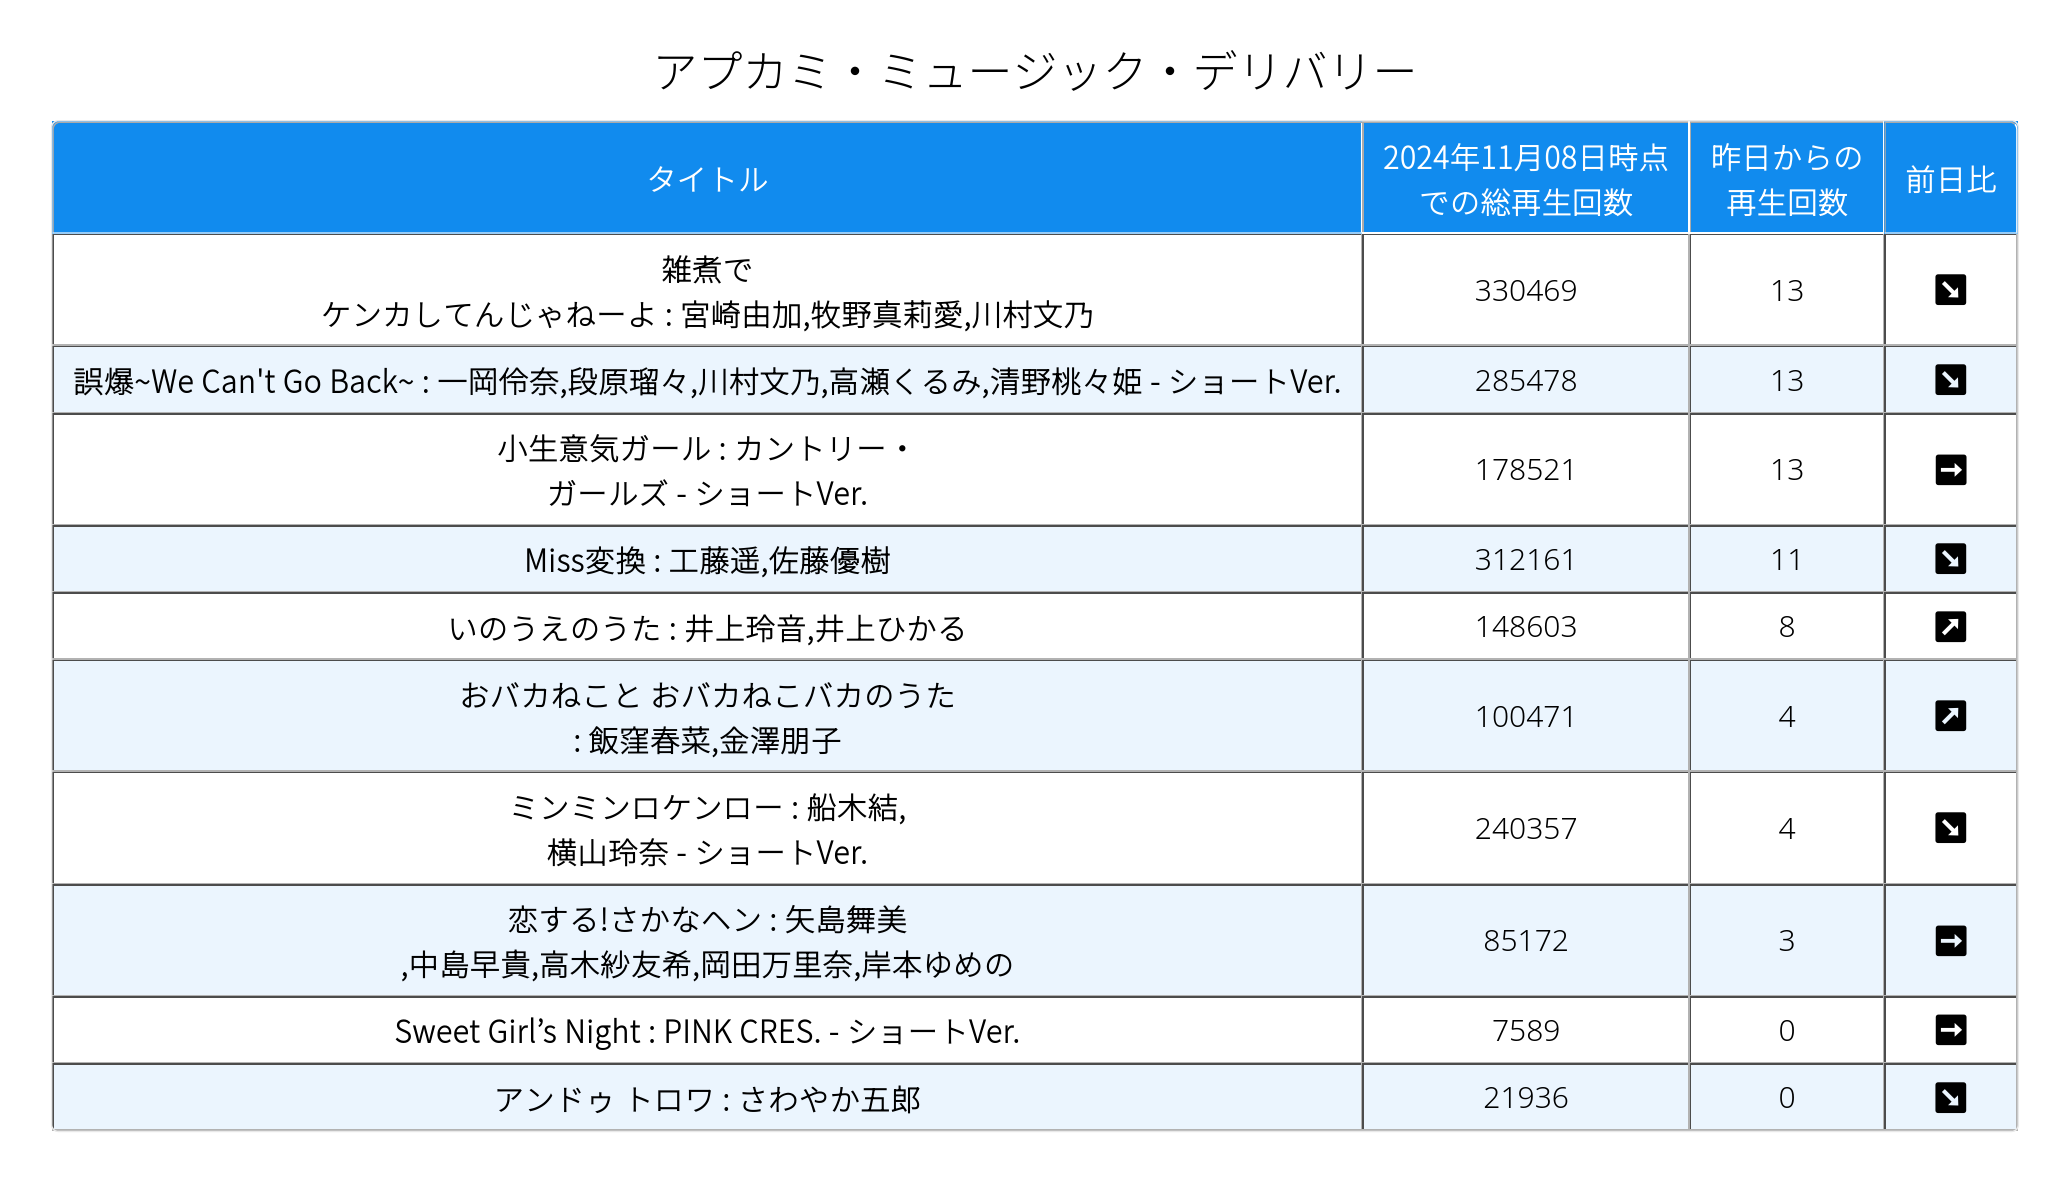 アプカミ・ミュージック・デリバリー
タイトル
2024年11月08日時点
での総再生回数
昨日からの
再生回数
前日比
雑煮で
ケンカしてんじゃねーよ : 宮崎由加,牧野真莉愛,川村文乃
330469
13
↘
誤爆~We Can't Go Back~ : 一岡伶奈,段原瑠々,川村文乃,高瀬くるみ,清野桃々姫 - ショートVer.
285478
13
↘
小生意気ガール : カントリー・
ガールズ - ショートVer.
178521
13
➡
Miss変換 : 工藤遥,佐藤優樹
312161
11
↘
いのうえのうた : 井上玲音,井上ひかる
148603
8
↗
おバカねこと おバカねこバカのうた
: 飯窪春菜,金澤朋子
100471
4
↗
ミンミンロケンロー : 船木結,
横山玲奈 - ショートVer.
240357
4
↘
恋する!さかなヘン : 矢島舞美
,中島早貴,高木紗友希,岡田万里奈,岸本ゆめの
85172
3
➡
Sweet Girl’s Night : PINK CRES. - ショートVer.
7589
0
➡
アンドゥ トロワ : さわやか五郎
21936
0
↘